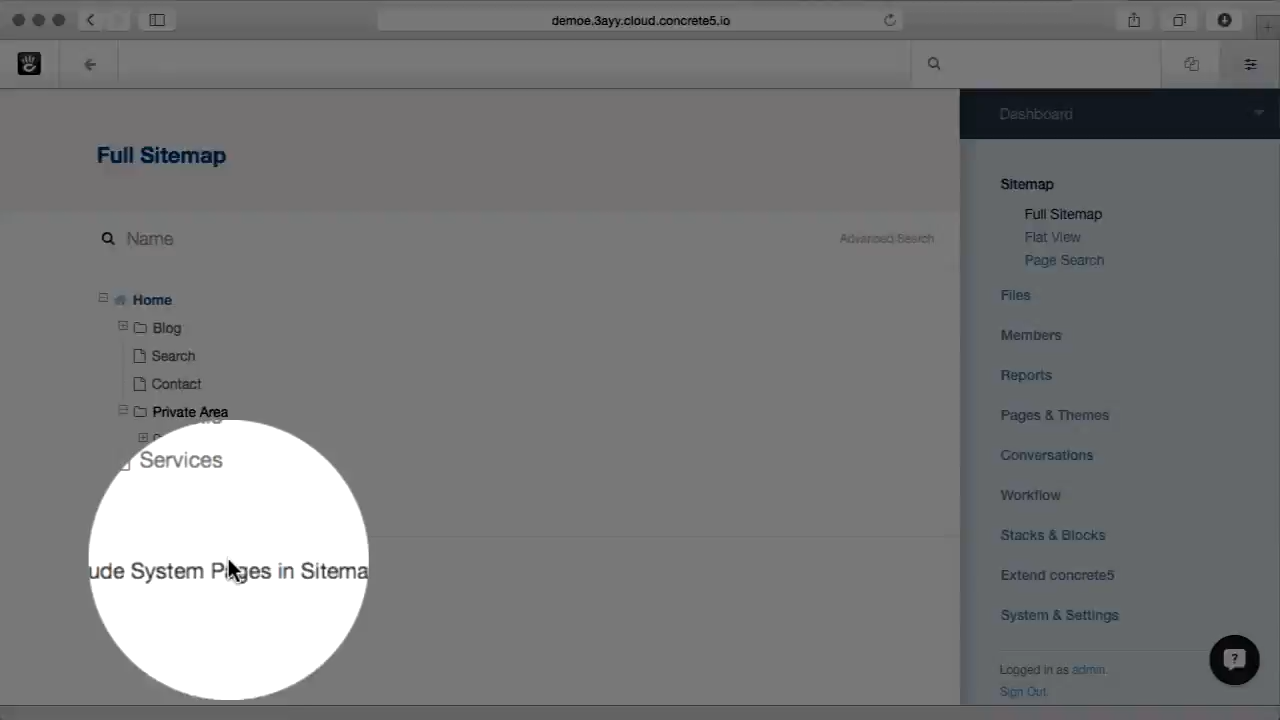 demoe.3ayy.cloud.concrete5.io
Full Sitemap
Name
Advanced Search
Home
Blog
Search
Contact
Private Area
Services
ude System Pages in Sitema
Dashboard
Sitemap
Full Sitemap
Flat View
Page Search
Files
Members
Reports
Pages & Themes
Conversations
Workflow
Stacks & Blocks
Extend concrete5
System & Settings
Logged in as admin.
Sign Out.